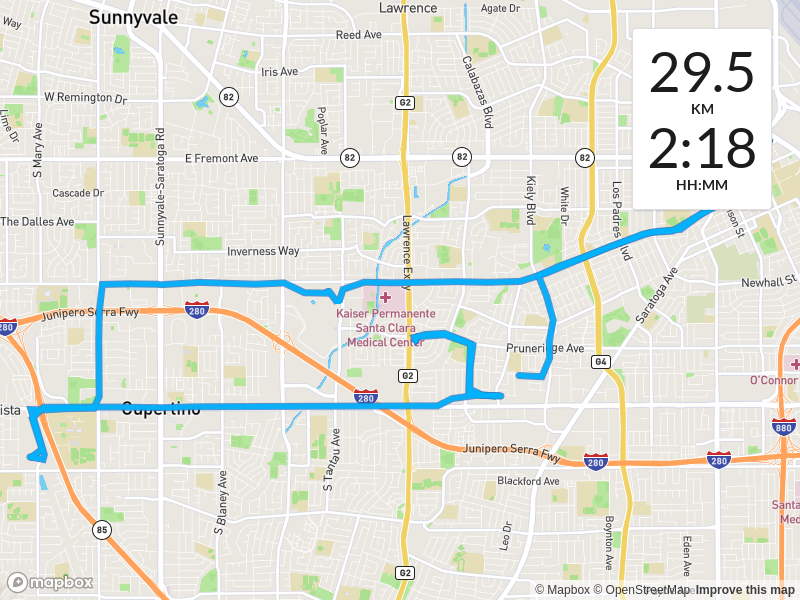 Lawrence
Agate Dr
Sunnyvale
Way
Reed Ave
29.5
KM
2:18
HH:MM
Iris Ave
Calabazas Blvd
W Remington Dr
82
G2
Lime Dr
S Mary Ave
Poplar Ave
Sunnyvale-Saratoga Rd
E Fremont Ave
82
82
82
Cascade Dr
Kiely Blvd
White Dr
Los Padres Blvd
The Dalles Ave
Lawrence Expy
Inverness Way
Newhall St
Saratoga Ave
Kaiser Permanente
Santa Clara
Medical Center
280
Junipero Serra Fwy
280
Pruneridge Ave
G4
G2
O'Connor
280
Cupertino
880
Junipero Serra Fwy
280
280
S Tantau Ave
S Blaney Ave
Blackford Ave
85
Leo Dr
Boynton Ave
Eden Ave
G2
mapbox
© Mapbox © OpenStreetMap Improve this map